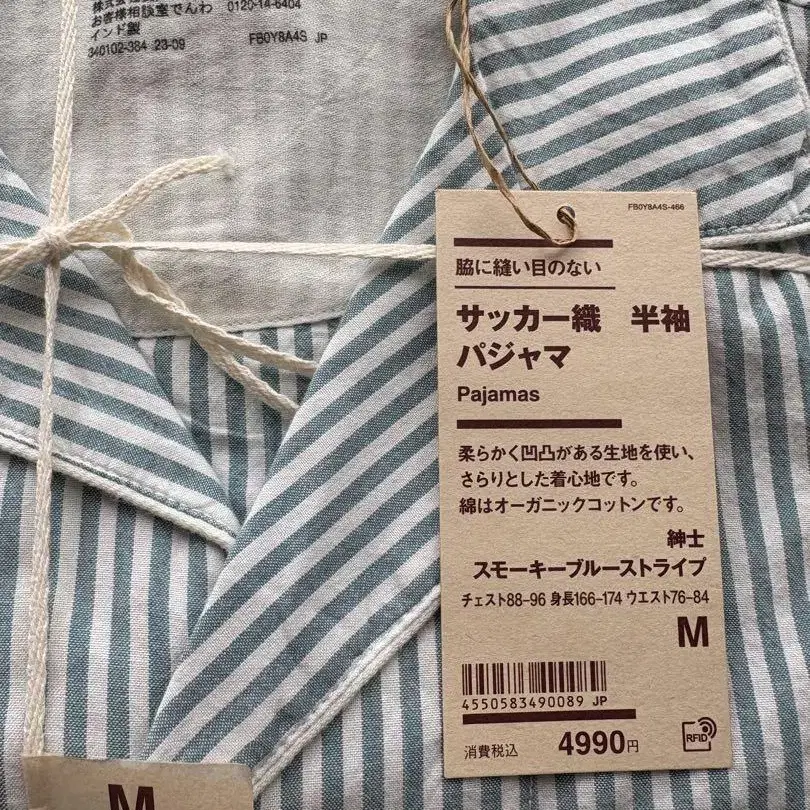 お客様相談室でんわ 0120-14-6404
インド製
340102-384 23-09 FB0Y8A4S JP
FB0Y8A4S-466
脇に縫い目のない
サッカー織 半袖
パジャマ
Pajamas
柔らかく凹凸がある生地を使い、
さらりとした着心地です。
綿はオーガニックコットンです。
紳士
スモーキーブルーストライプ
チェスト88-96 身長166-174 ウエスト76-84
M
4550583490089 JP
消費税込 4990円
RFID
M